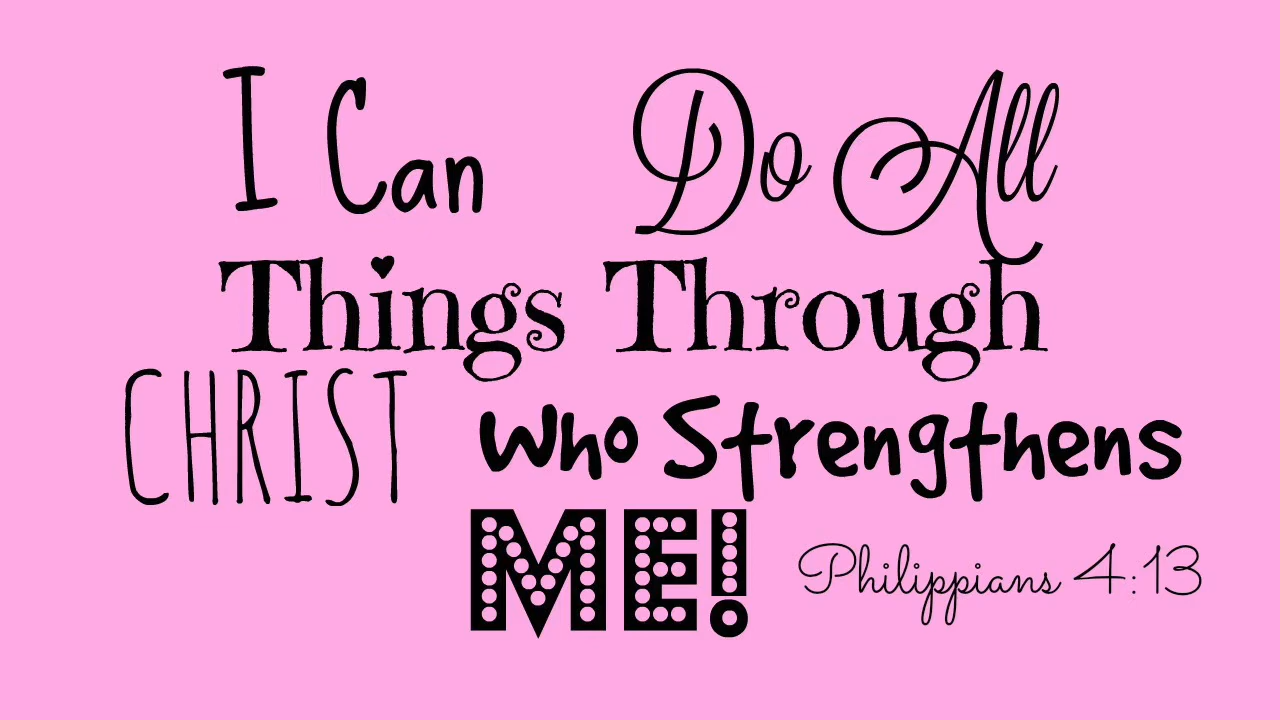 I Can Do All
Things Through
CHRIST Who Strengthens
ME! Philippians 4:13